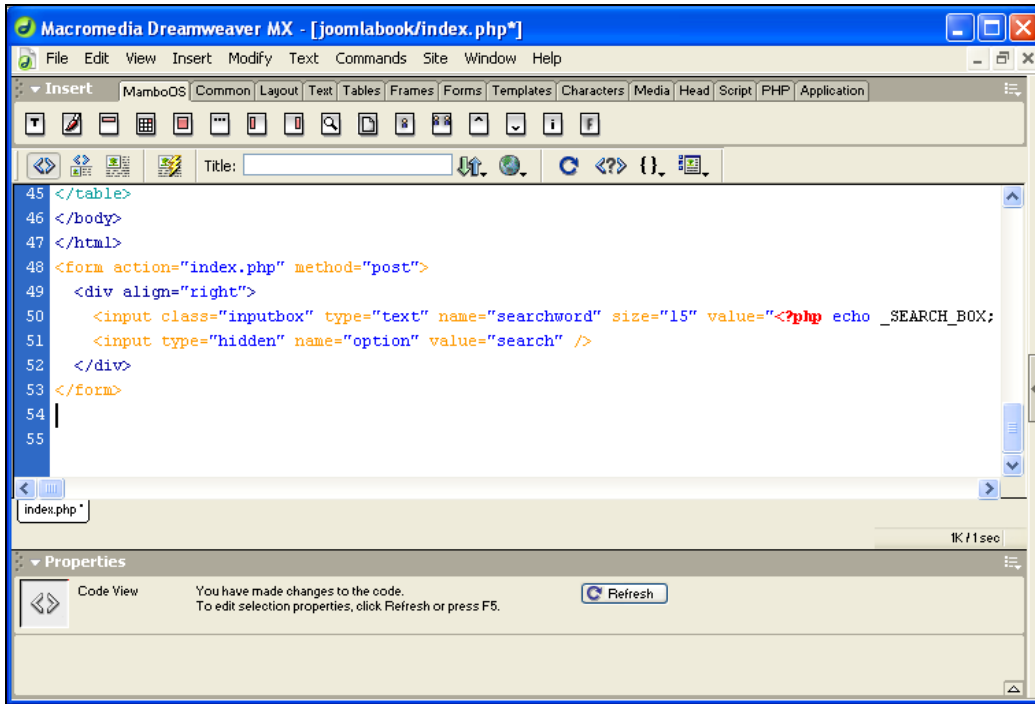 Macromedia Dreamweaver MX - [joomlabook/index.php*]
File Edit View Insert Modify Text Commands Site Window Help
Insert MamboOS Common Layout Text Tables Frames Forms Templates Characters Media Head Script PHP Application
Title:
45 </table>
46 </body>
47 </html>
48 <form action="index.php" method="post">
49 <div align="right">
50 <input class="inputbox" type="text" name="searchword" size="15" value="<?php echo _SEARCH_BOX;
51 <input type="hidden" name="option" value="search" />
52 </div>
53 </form>
54
55
index.php*
1K / 1 sec
Properties
Code View You have made changes to the code. Refresh
To edit selection properties, click Refresh or press F5.